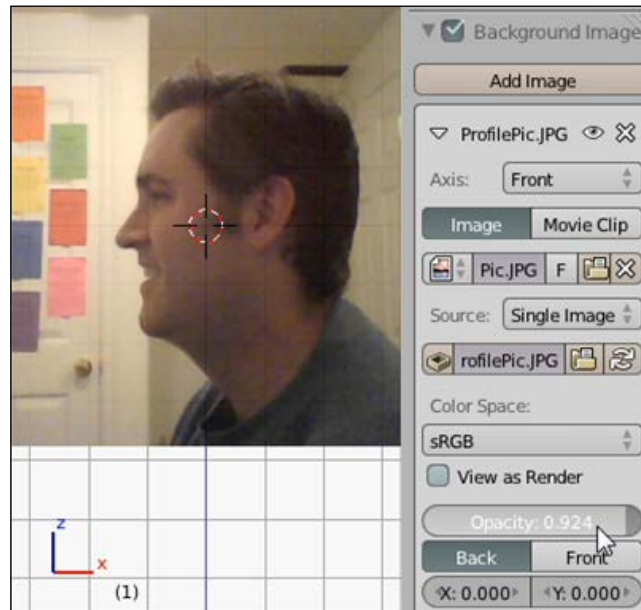 Background Image
Add Image
ProfilePic.JPG
Axis: Front
Image Movie Clip
Pic.JPG F
Source: Single Image
rofilePic.JPG
Color Space:
sRGB
View as Render
Opacity: 0.924
Back Front
X: 0.000 Y: 0.000
z
x
(1)